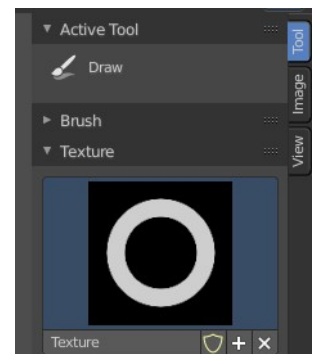 Active Tool
Draw
Brush
Texture
Texture
Tool
Image
View